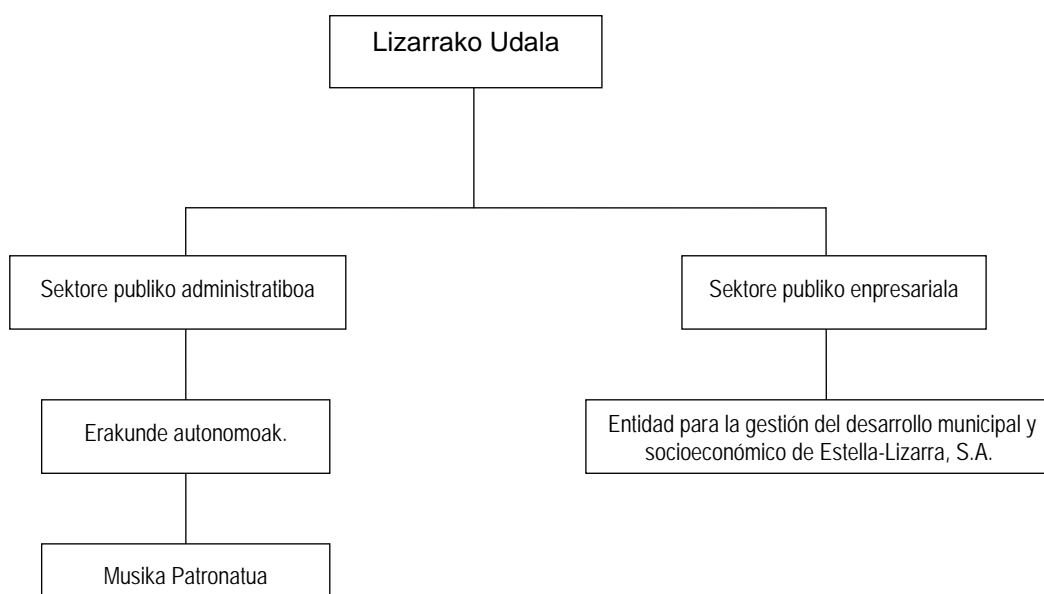 Lizarrako Udala
Sektore publiko administratiboa
Sektore publiko enpresariala
Erakunde autonomoak.
Entidad para la gestión del desarrollo municipal y
socioeconómico de Estella-Lizarra, S.A.
Musika Patronatua